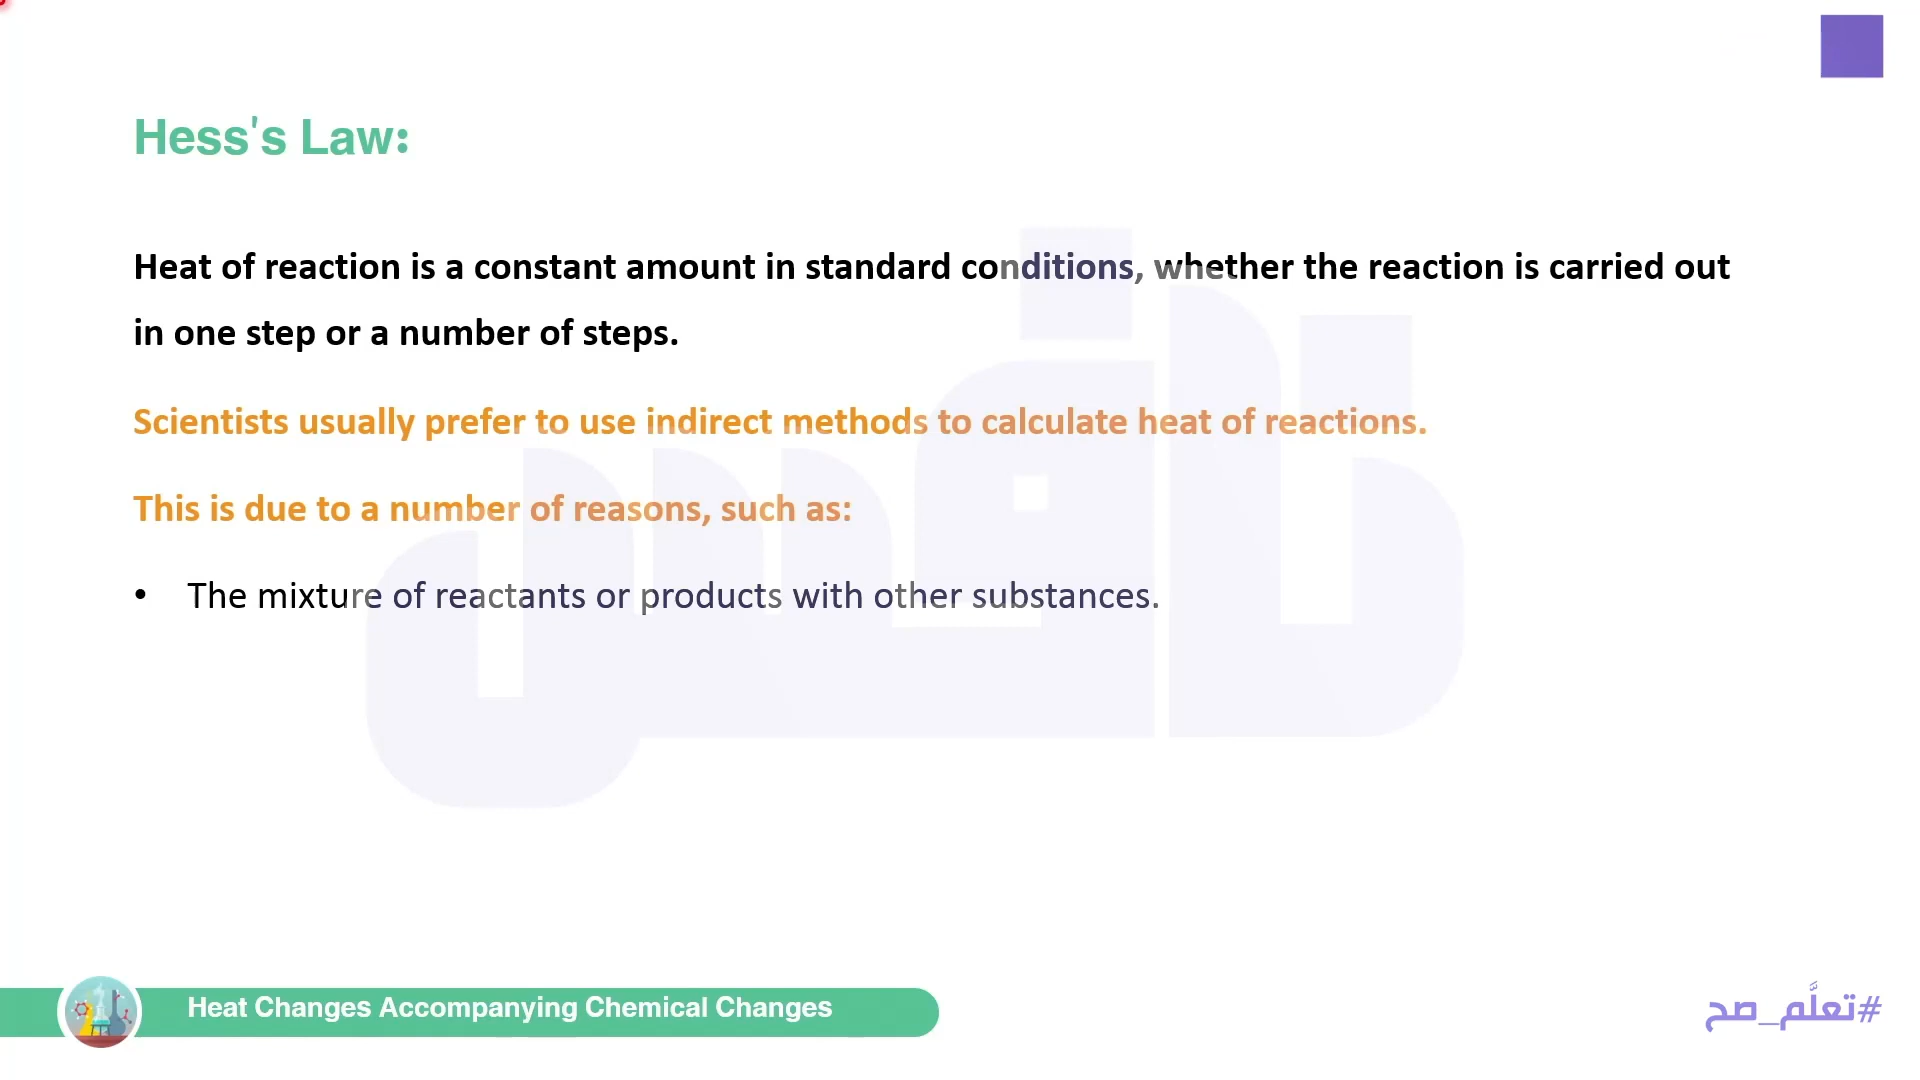 Hess's Law:
Heat of reaction is a constant amount in standard conditions, whether the reaction is carried out
in one step or a number of steps.
Scientists usually prefer to use indirect methods to calculate heat of reactions.
This is due to a number of reasons, such as:
• The mixture of reactants or products with other substances.
نافس
Heat Changes Accompanying Chemical Changes
#تعلَّم_صح